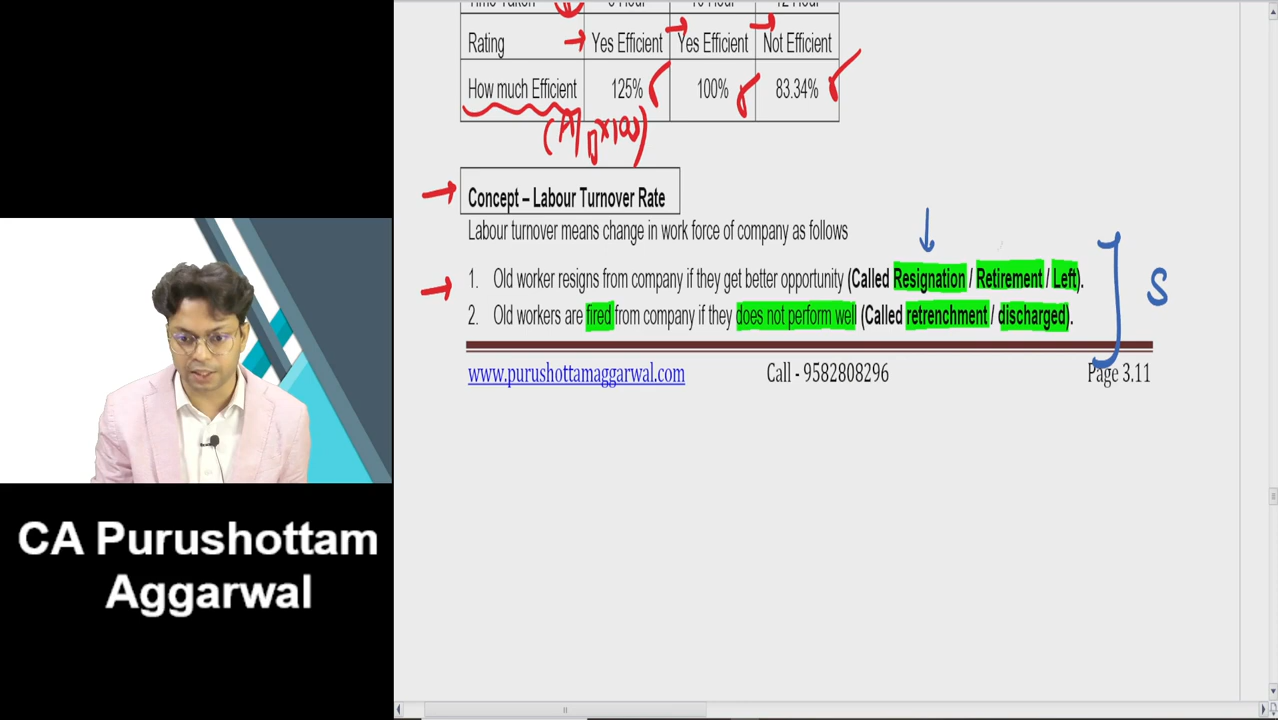 Rating Yes Efficient Yes Efficient Not Efficient
How much Efficient 125% 100% 83.34%
Concept – Labour Turnover Rate
Labour turnover means change in work force of company as follows
1. Old worker resigns from company if they get better opportunity (Called Resignation / Retirement / Left).
2. Old workers are fired from company if they does not perform well (Called retrenchment / discharged).
S
www.purushottamaggarwal.com Call - 9582808296 Page 3.11
CA Purushottam
Aggarwal